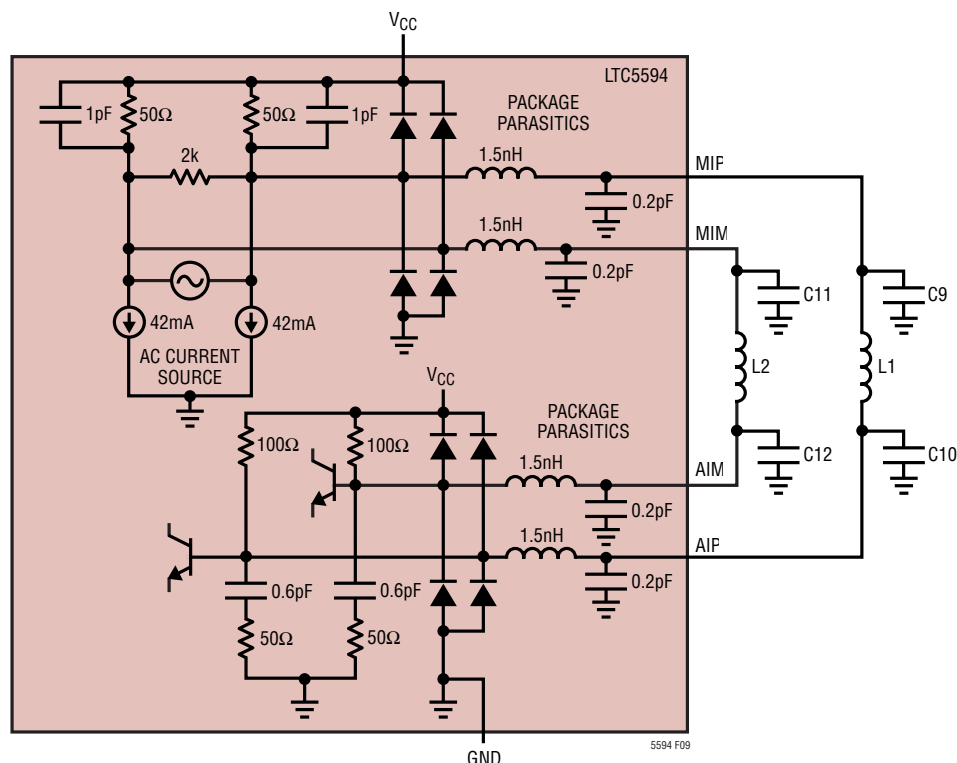 VCC
LTC5594
1pF
50Ω
50Ω
1pF
PACKAGE
PARASITICS
2k
1.5nH
MIP
0.2pF
1.5nH
MIM
0.2pF
C11
C9
42mA
42mA
AC CURRENT
SOURCE
L2
L1
VCC
PACKAGE
PARASITICS
100Ω
100Ω
1.5nH
C12
C10
AIM
0.2pF
1.5nH
AIP
0.6pF
0.6pF
0.2pF
50Ω
50Ω
5594 F09
GND